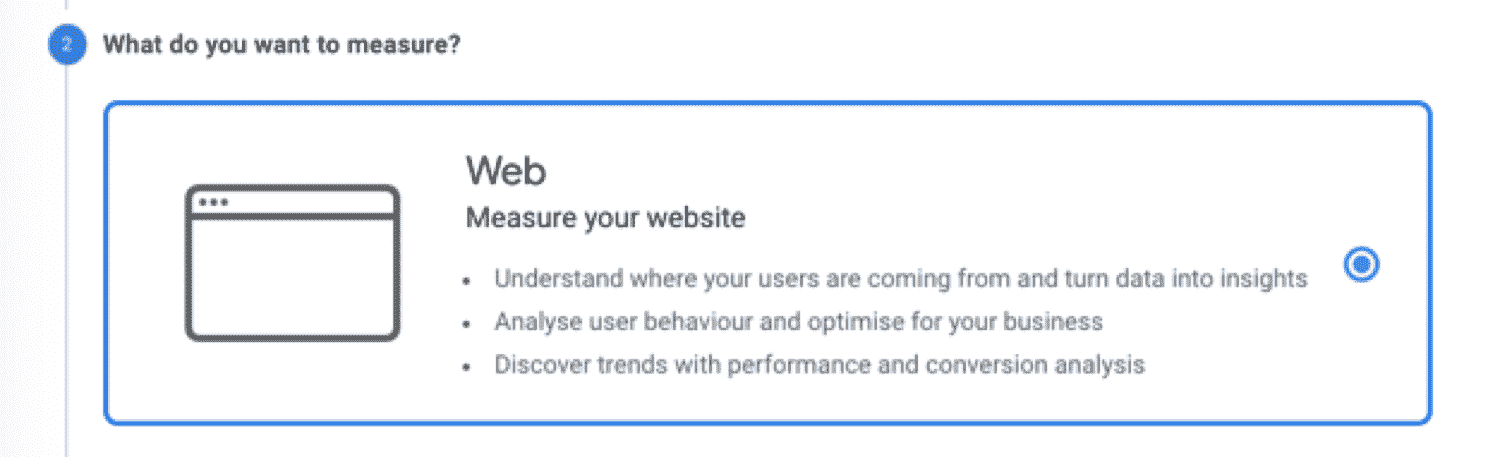 2 What do you want to measure?
Web
Measure your website
• Understand where your users are coming from and turn data into insights
• Analyse user behaviour and optimise for your business
• Discover trends with performance and conversion analysis